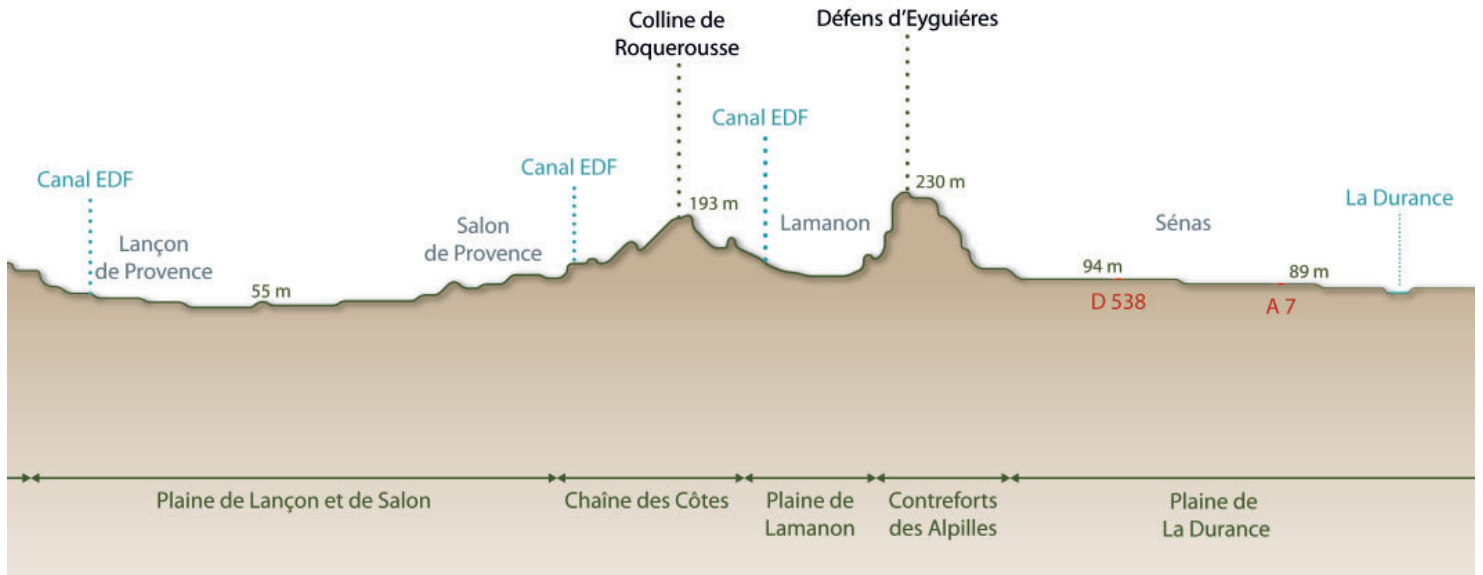 Colline de
Roquerousse
Défens d'Eyguiéres
Canal EDF
Canal EDF
Canal EDF
230 m
193 m
La Durance
Lançon
de Provence
Salon
de Provence
Lamanon
Sénas
55 m
94 m
89 m
D 538
A 7
Plaine de Lançon et de Salon
Chaîne des Côtes
Plaine de
Lamanon
Contreforts
des Alpilles
Plaine de
La Durance